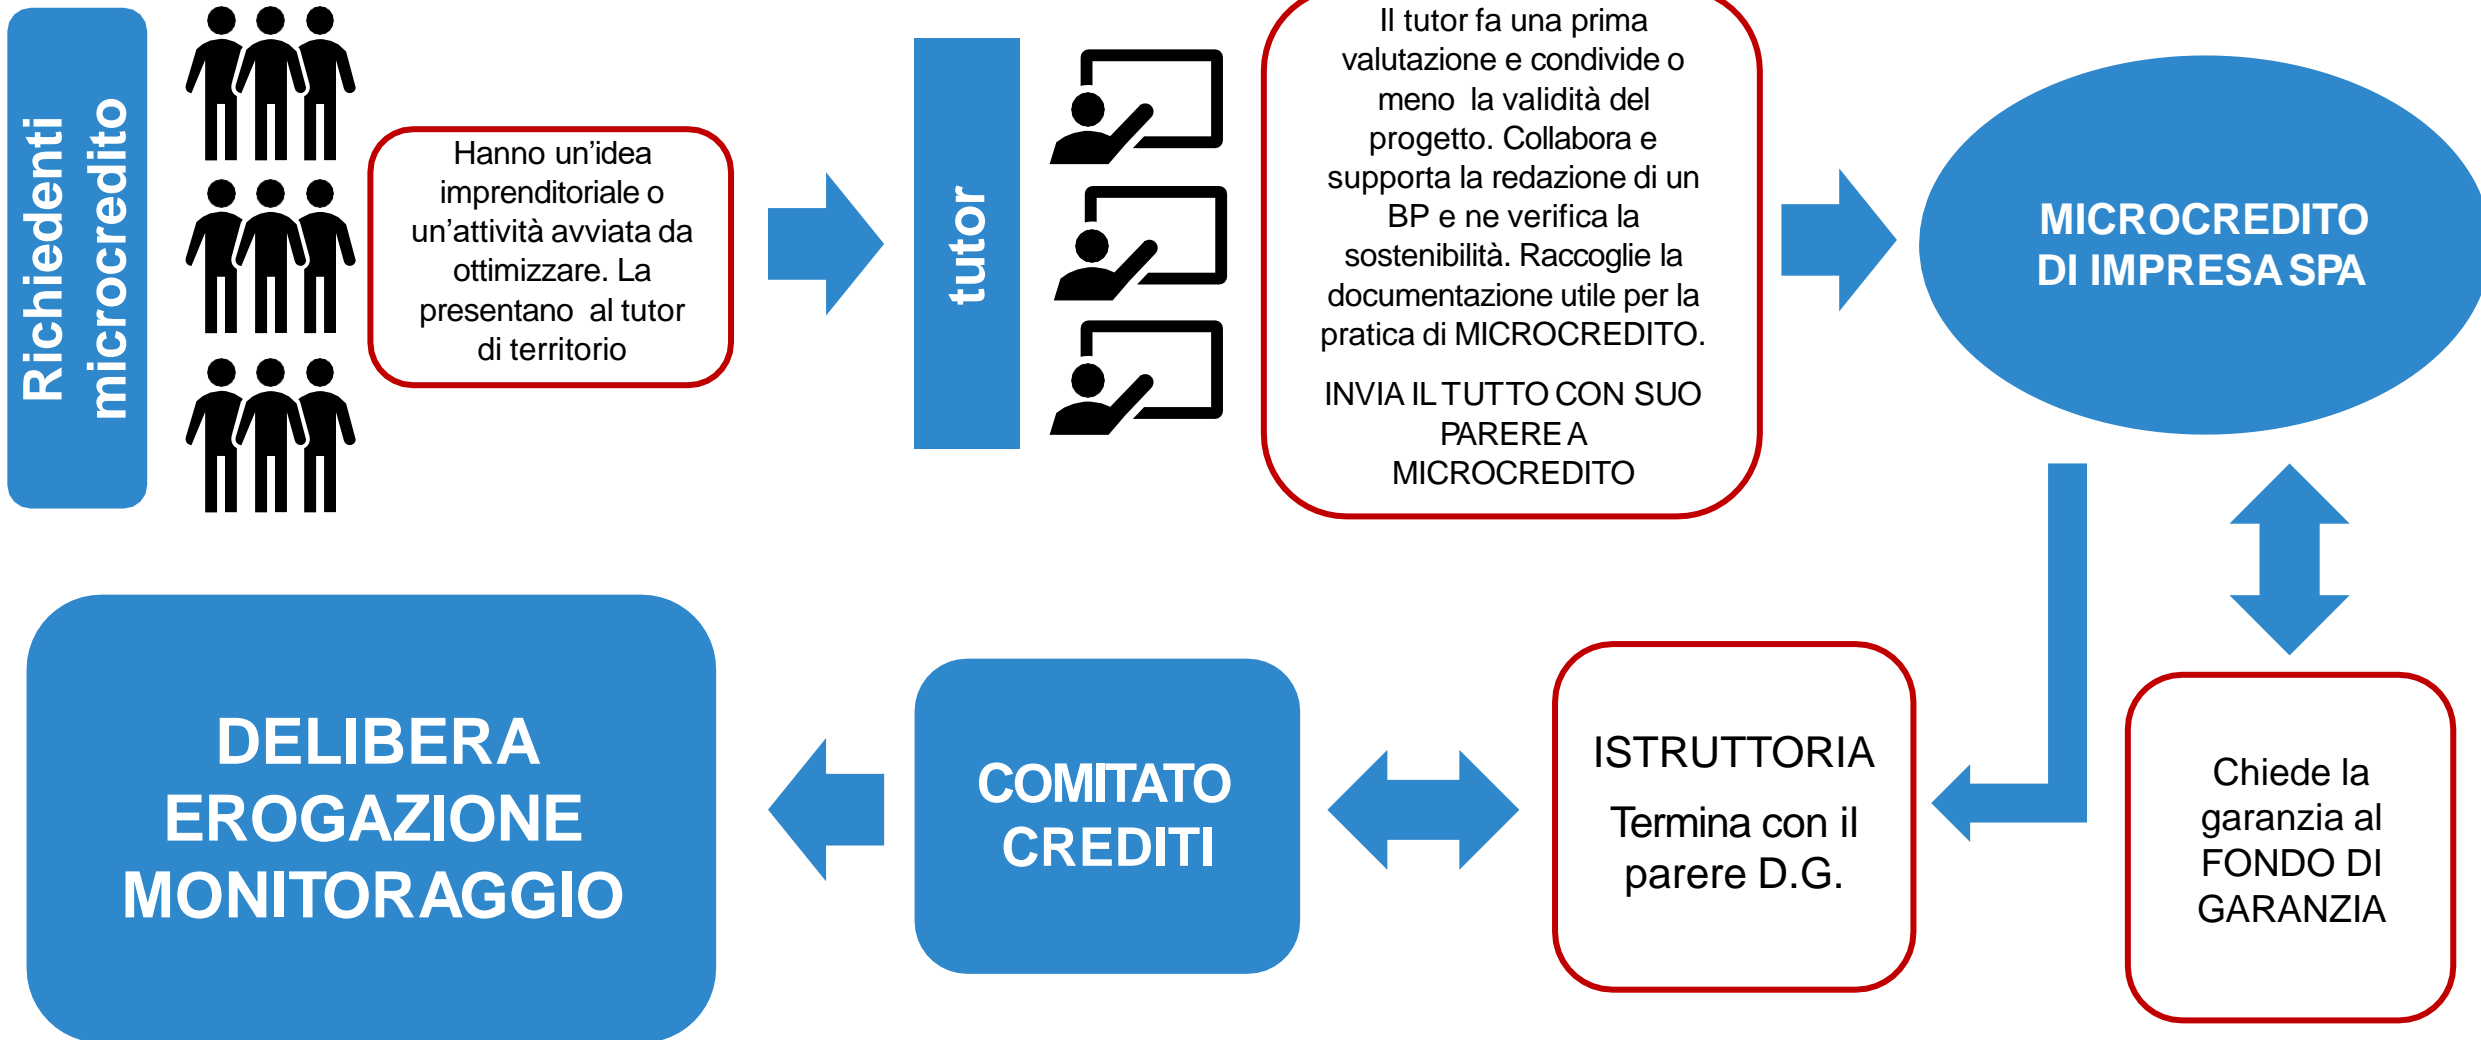 Richiedenti
microcredito
Hanno un'idea
imprenditoriale o
un'attività avviata da
ottimizzare. La
presentano al tutor
di territorio
tutor
Il tutor fa una prima
valutazione e condivide o
meno la validità del
progetto. Collabora e
supporta la redazione di un
BP e ne verifica la
sostenibilità. Raccoglie la
documentazione utile per la
pratica di MICROCREDITO.
INVIA IL TUTTO CON SUO
PARERE A
MICROCREDITO
MICROCREDITO
DI IMPRESA SPA
Chiede la
garanzia al
FONDO DI
GARANZIA
ISTRUTTORIA
Termina con il
parere D.G.
COMITATO
CREDITI
DELIBERA
EROGAZIONE
MONITORAGGIO